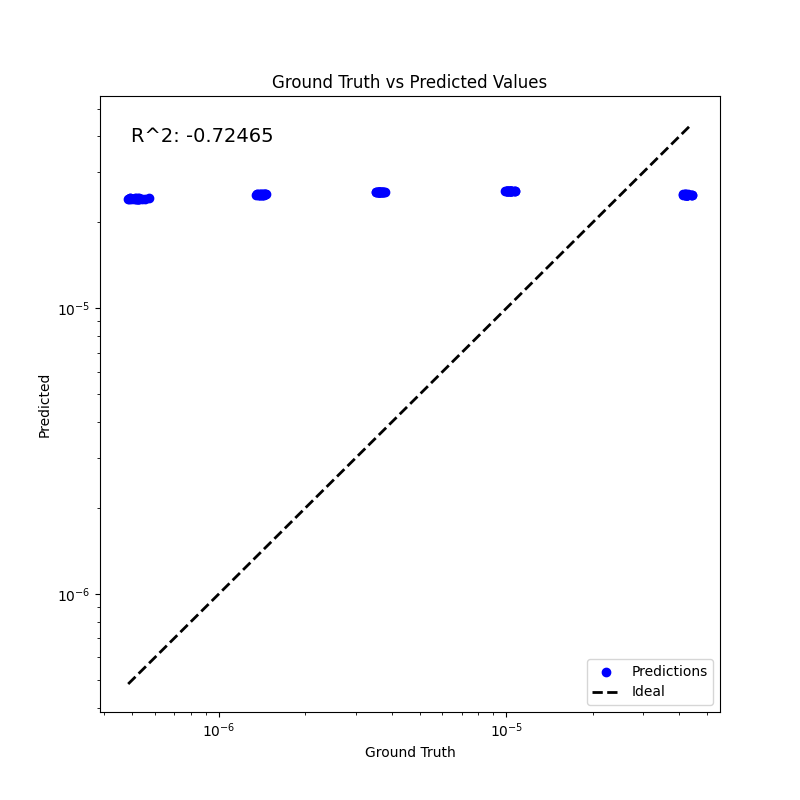 Ground Truth vs Predicted Values
R^2: -0.72465
10⁻⁵
10⁻⁶
Predicted
10⁻⁶ 10⁻⁵
Ground Truth
Predictions
Ideal